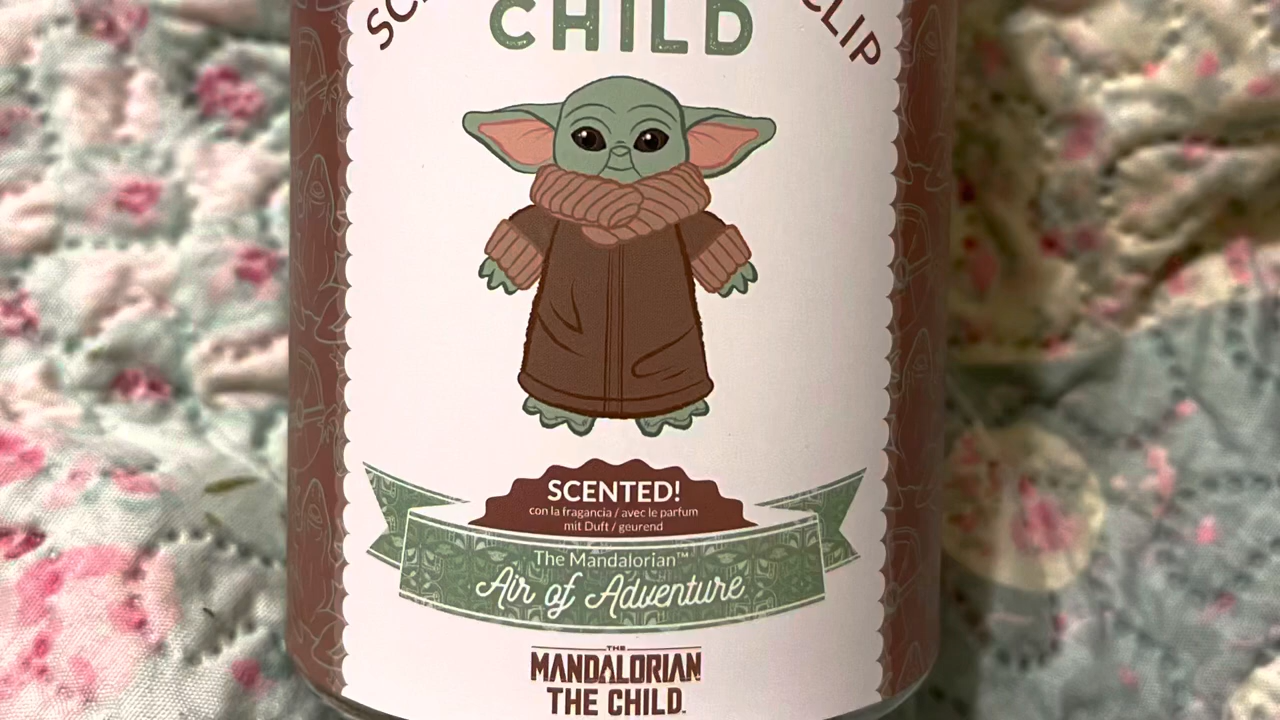 CHILD
CLIP
SCENTED!
con la fragancia / avec le parfum
mit Duft / geurend
The Mandalorian™
Air of Adventure
THE
MANDALORIAN
THE CHILD.